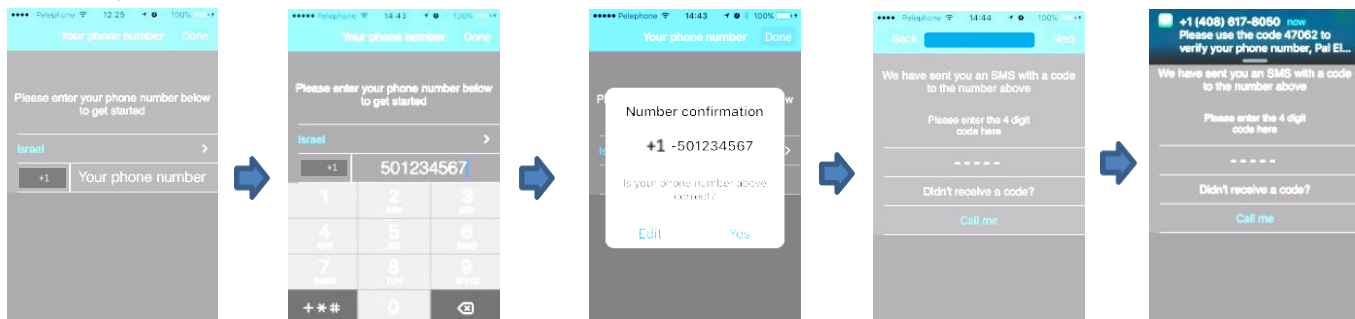 Pelephone 12:25 100%
Your phone number Done
Please enter your phone number below
to get started
Israel >
+1 Your phone number
Pelephone 14:43 100%
Your phone number Done
Please enter your phone number below
to get started
Israel >
+1 501234567
1 2 3
ABC DEF
4 5 6
GHI JKL MNO
7 8 9
PQRS TUV WXYZ
+*# 0
Pelephone 14:43 100%
Your phone number Done
Number confirmation
+1 -501234567
Is your phone number above
correct?
Edit Yes
Pelephone 14:44 100%
Back Next
We have sent you an SMS with a code
to the number above
Please enter the 4 digit
code here
- - - - -
Didn't receive a code?
Call me
+1 (408) 617-8050 now
Please use the code 47062 to
verify your phone number, Pal El...
We have sent you an SMS with a code
to the number above
Please enter the 4 digit
code here
- - - - -
Didn't receive a code?
Call me